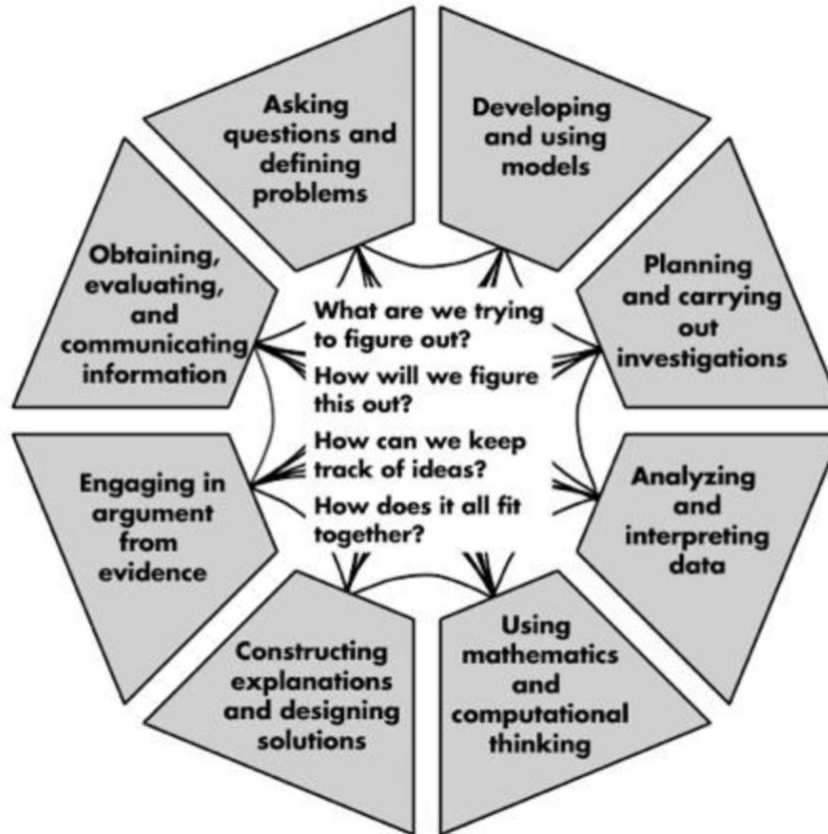 Asking
questions and
defining
problems
Developing
and using
models
Planning
and carrying
out
investigations
Analyzing
and
interpreting
data
Using
mathematics
and
computational
thinking
Constructing
explanations
and designing
solutions
Engaging in
argument
from
evidence
Obtaining,
evaluating,
and
communicating
information
What are we trying
to figure out?
How will we figure
this out?
How can we keep
track of ideas?
How does it all fit
together?